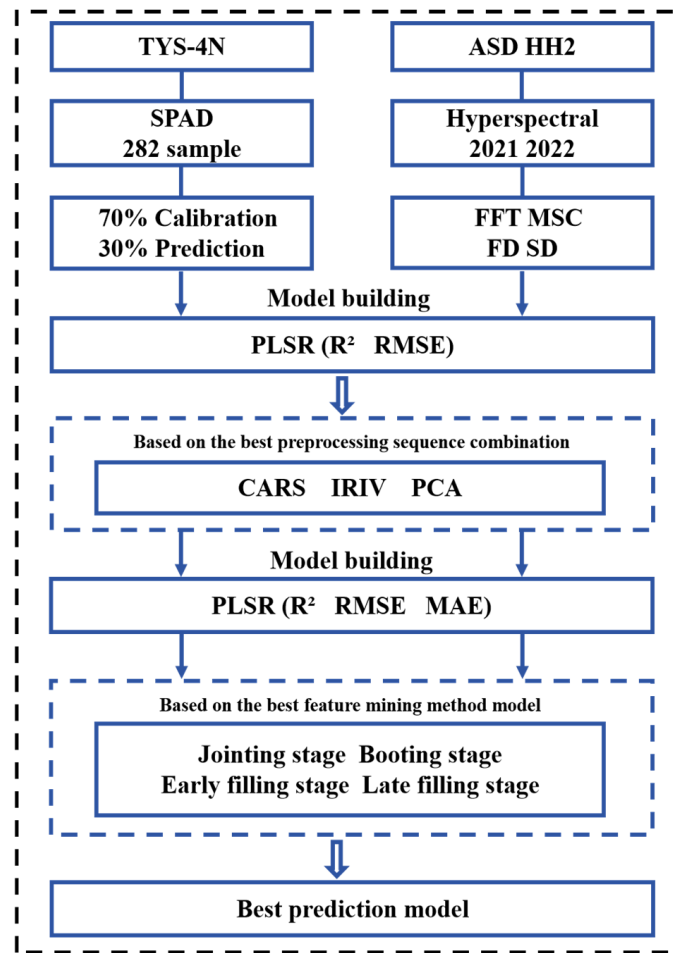 TYS-4N
ASD HH2
SPAD
282 sample
Hyperspectral
2021 2022
70% Calibration
30% Prediction
FFT MSC
FD SD
Model building
PLSR (R² RMSE)
Based on the best preprocessing sequence combination
CARS IRIV PCA
Model building
PLSR (R² RMSE MAE)
Based on the best feature mining method model
Jointing stage Booting stage
Early filling stage Late filling stage
Best prediction model